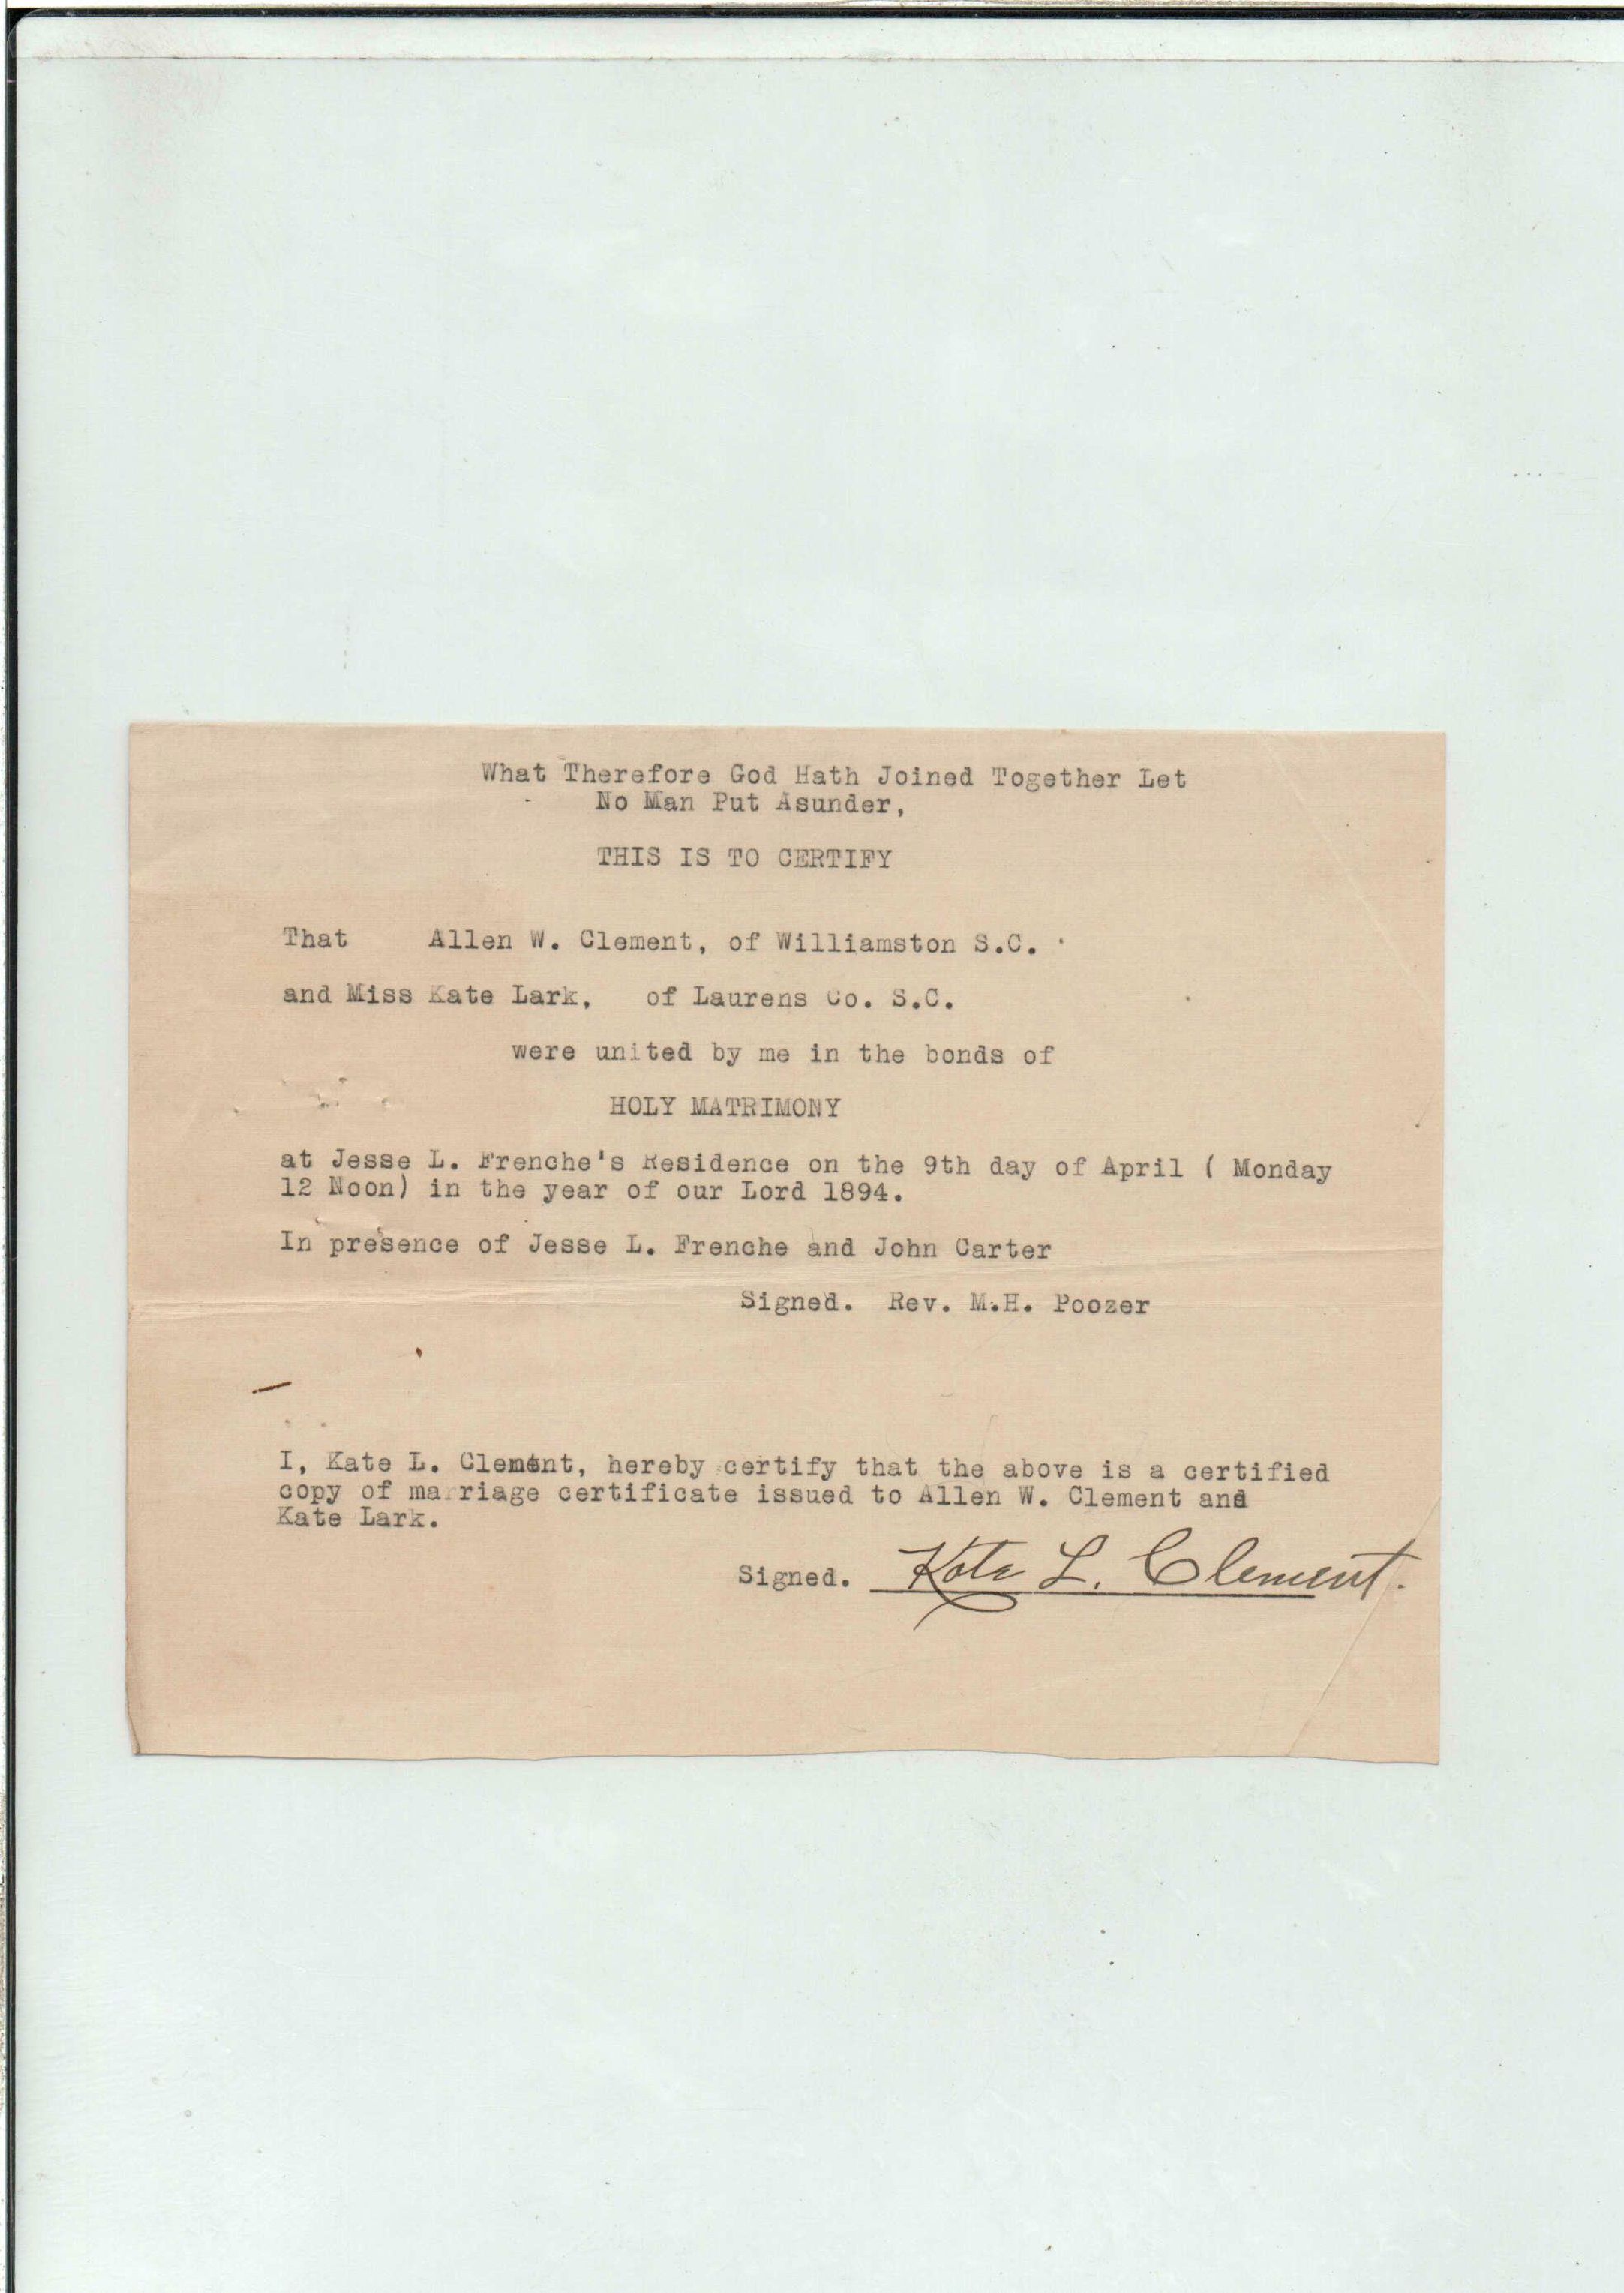 What Therefore God Hath Joined Together Let
No Man Put Asunder,
THIS IS TO CERTIFY
That Allen W. Clement, of Williamston S.C.
and Miss Kate Lark, of Laurens Co. S.C.
were united by me in the bonds of
HOLY MATRIMONY
at Jesse L. Frenche's Residence on the 9th day of April ( Monday
12 Noon) in the year of our Lord 1894.
In presence of Jesse L. Frenche and John Carter
Signed. Rev. M.H. Poozer
I, Kate L. Clement, hereby certify that the above is a certified
copy of marriage certificate issued to Allen W. Clement and
Kate Lark.
Signed. Kate L. Clement.